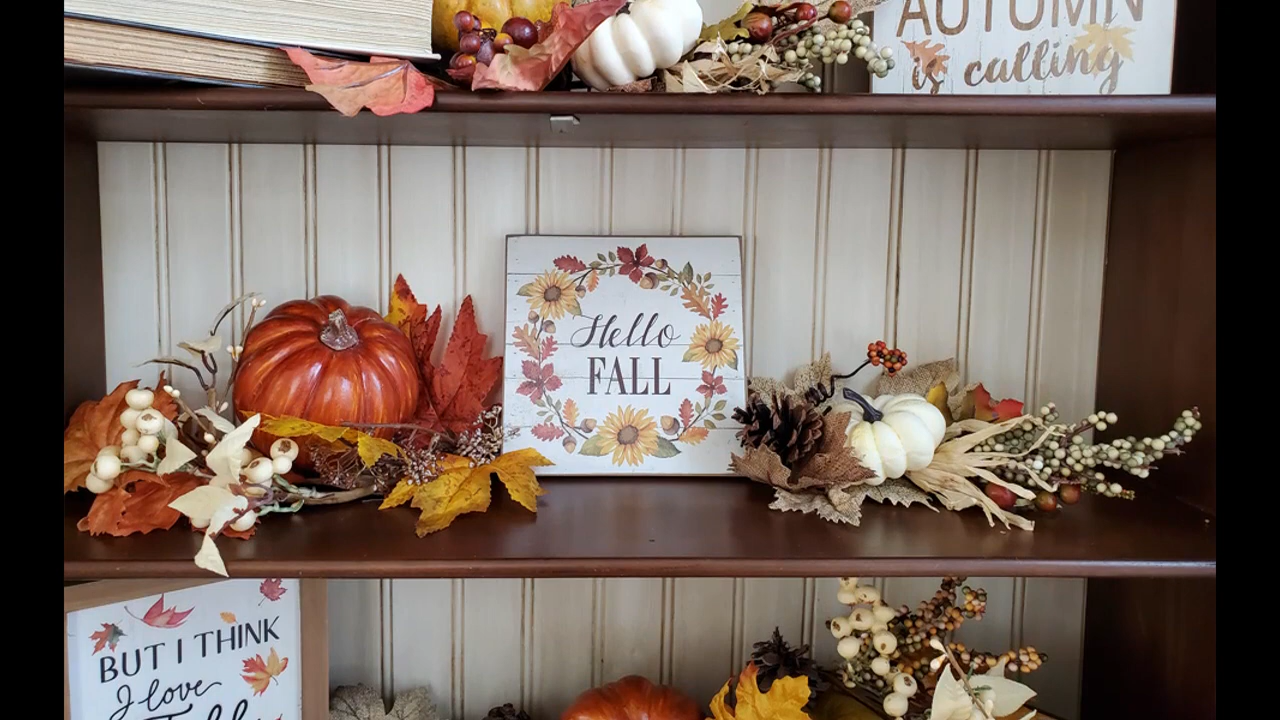 AUTUMN
is calling
Hello
FALL
BUT I THINK
I love